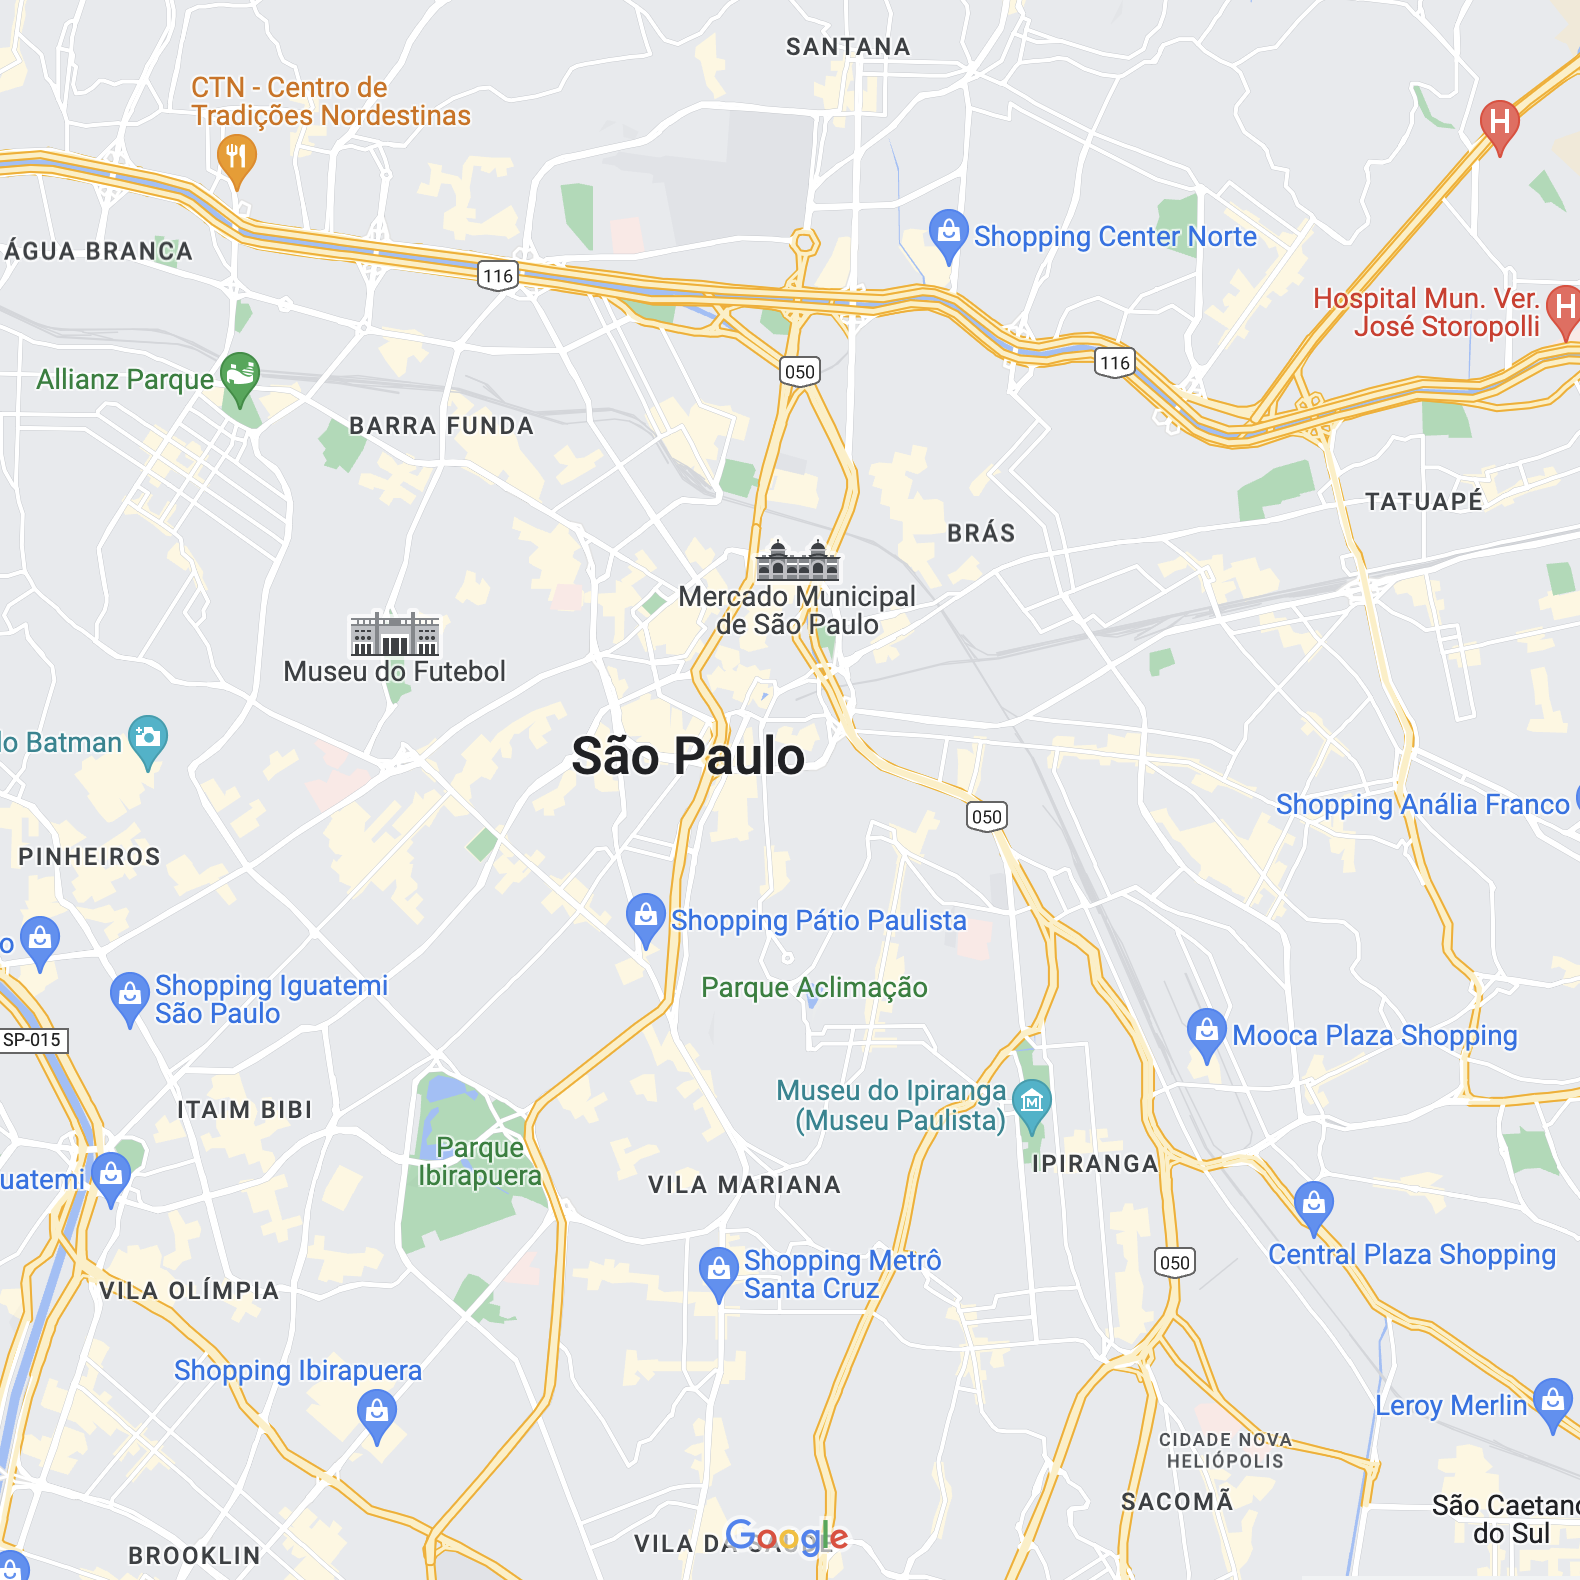 SANTANA
CTN - Centro de
Tradições Nordestinas
H
ÁGUA BRANCA
Shopping Center Norte
116
Hospital Mun. Ver.
José Storopolli
H
116
050
Allianz Parque
BARRA FUNDA
TATUAPÉ
BRÁS
Mercado Municipal
de São Paulo
Museu do Futebol
lo Batman
São Paulo
Shopping Anália Franco
050
PINHEIROS
Shopping Pátio Paulista
o
Shopping Iguatemi
São Paulo
Parque Aclimação
SP-015
Mooca Plaza Shopping
Museu do Ipiranga
(Museu Paulista)
M
ITAIM BIBI
Parque
Ibirapuera
IPIRANGA
uatemi
VILA MARIANA
Central Plaza Shopping
Shopping Metrô
Santa Cruz
050
VILA OLÍMPIA
Shopping Ibirapuera
Leroy Merlin
CIDADE NOVA
HELIÓPOLIS
SACOMÃ
São Caetano
do Sul
VILA DA SAÚDE
Google
BROOKLIN